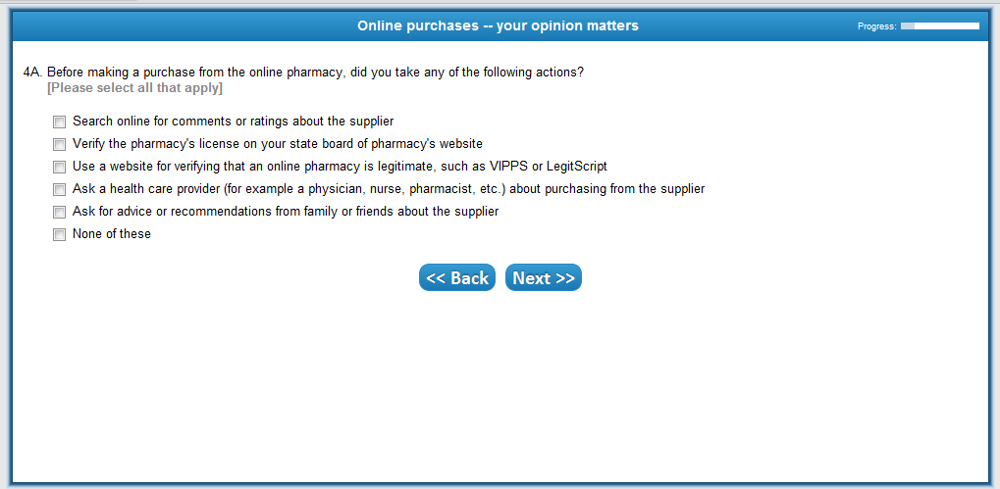 Online purchases -- your opinion matters
Progress:
4A. Before making a purchase from the online pharmacy, did you take any of the following actions?
[Please select all that apply]
Search online for comments or ratings about the supplier
Verify the pharmacy's license on your state board of pharmacy's website
Use a website for verifying that an online pharmacy is legitimate, such as VIPPS or LegitScript
Ask a health care provider (for example a physician, nurse, pharmacist, etc.) about purchasing from the supplier
Ask for advice or recommendations from family or friends about the supplier
None of these
<< Back Next >>